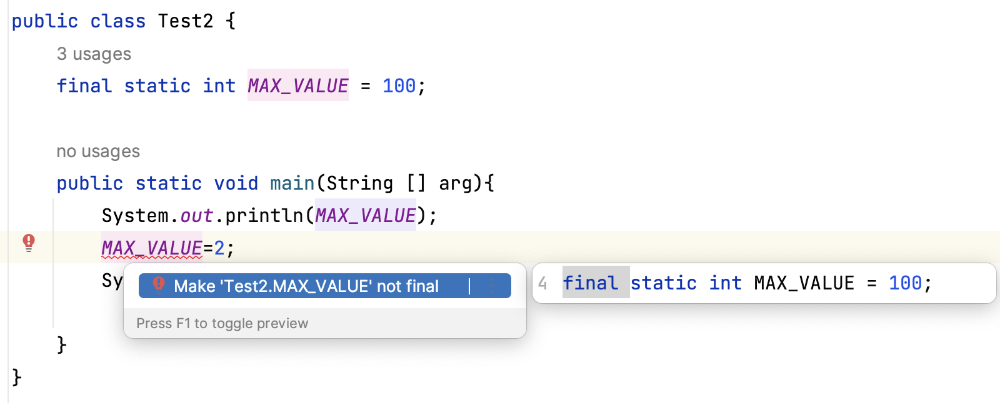 public class Test2 {
3 usages
final static int MAX_VALUE = 100;
no usages
public static void main(String [] arg){
System.out.println(MAX_VALUE);
MAX_VALUE=2;
Sy
Make 'Test2.MAX_VALUE' not final
4 final static int MAX_VALUE = 100;
Press F1 to toggle preview
}
}